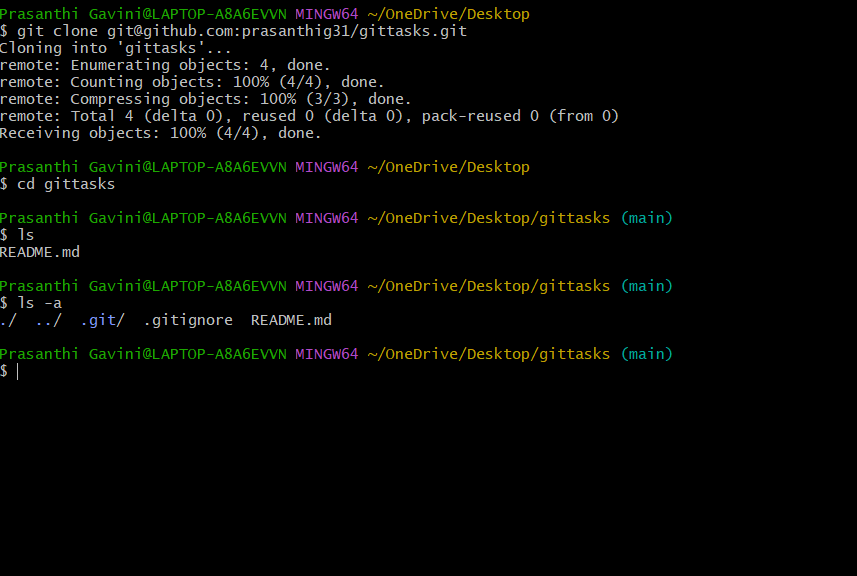 Prasanthi Gavini@LAPTOP-A8A6EVVN MINGW64 ~/OneDrive/Desktop
$ git clone git@github.com:prasanthig31/gittasks.git
Cloning into 'gittasks'...
remote: Enumerating objects: 4, done.
remote: Counting objects: 100% (4/4), done.
remote: Compressing objects: 100% (3/3), done.
remote: Total 4 (delta 0), reused 0 (delta 0), pack-reused 0 (from 0)
Receiving objects: 100% (4/4), done.
Prasanthi Gavini@LAPTOP-A8A6EVVN MINGW64 ~/OneDrive/Desktop
$ cd gittasks
Prasanthi Gavini@LAPTOP-A8A6EVVN MINGW64 ~/OneDrive/Desktop/gittasks (main)
$ ls
README.md
Prasanthi Gavini@LAPTOP-A8A6EVVN MINGW64 ~/OneDrive/Desktop/gittasks (main)
$ ls -a
./  ../  .git/  .gitignore  README.md
Prasanthi Gavini@LAPTOP-A8A6EVVN MINGW64 ~/OneDrive/Desktop/gittasks (main)
$